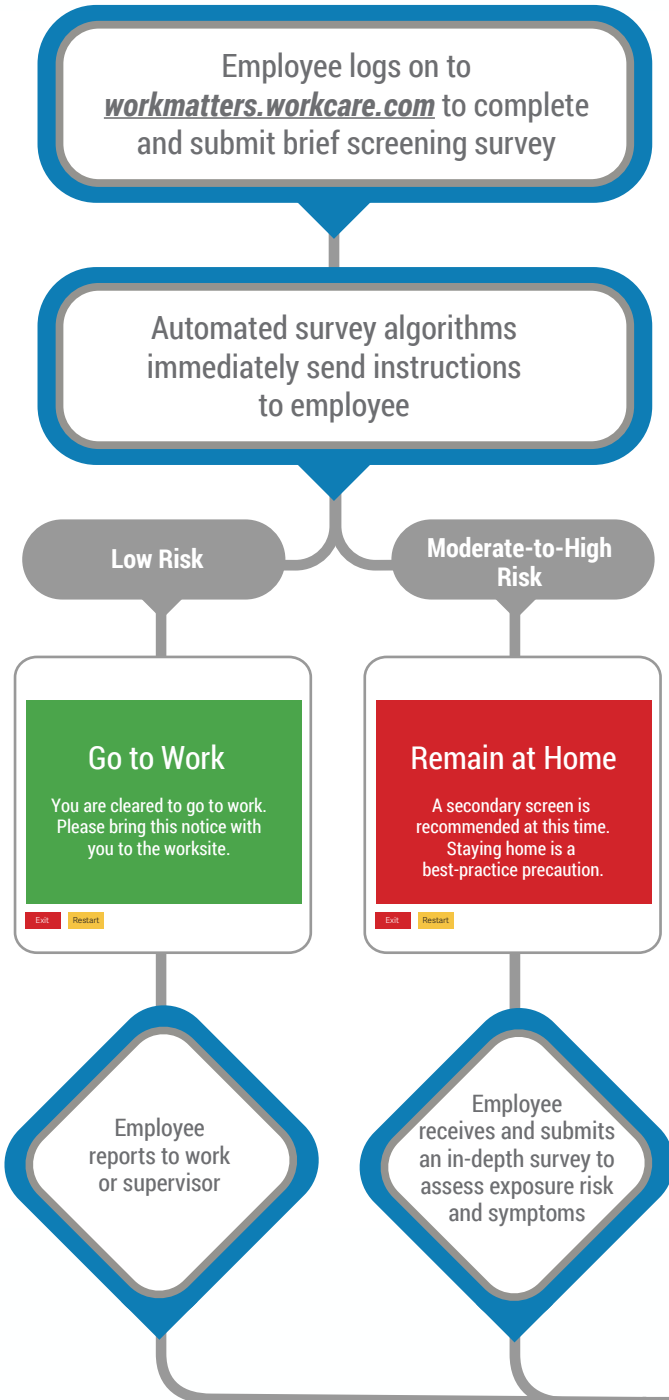 Employee logs on to
workmatters.workcare.com to complete
and submit brief screening survey
Automated survey algorithms
immediately send instructions
to employee
Low Risk
Moderate-to-High
Risk
Go to Work
You are cleared to go to work.
Please bring this notice with
you to the worksite.
Exit
Restart
Remain at Home
A secondary screen is
recommended at this time.
Staying home is a
best-practice precaution.
Exit
Restart
Employee
reports to work
or supervisor
Employee
receives and submits
an in-depth survey to
assess exposure risk
and symptoms